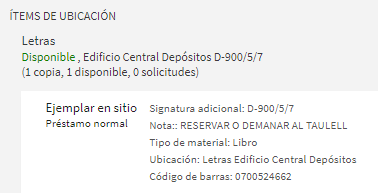 ÍTEMS DE UBICACIÓN
Letras
Disponible , Edificio Central Depósitos D-900/5/7
(1 copia, 1 disponible, 0 solicitudes)
Ejemplar en sitio
Préstamo normal
Signatura adicional: D-900/5/7
Nota:: RESERVAR O DEMANAR AL TAULELL
Tipo de material: Libro
Ubicación: Letras Edificio Central Depósitos
Código de barras: 0700524662